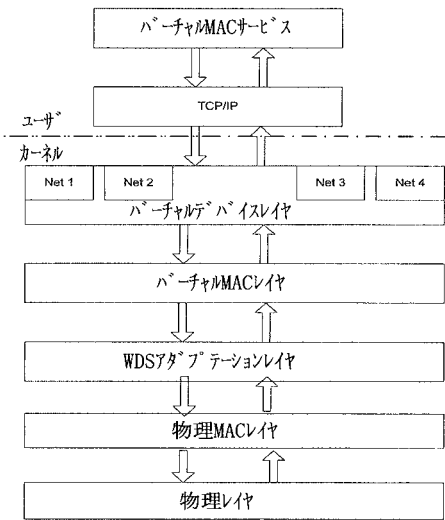 バーチャルMACサービス
TCP/IP
ユーザ
カーネル
Net 1 Net 2 Net 3 Net 4
バーチャルデバイスレイヤ
バーチャルMACレイヤ
WDSアダプテーションレイヤ
物理MACレイヤ
物理レイヤ